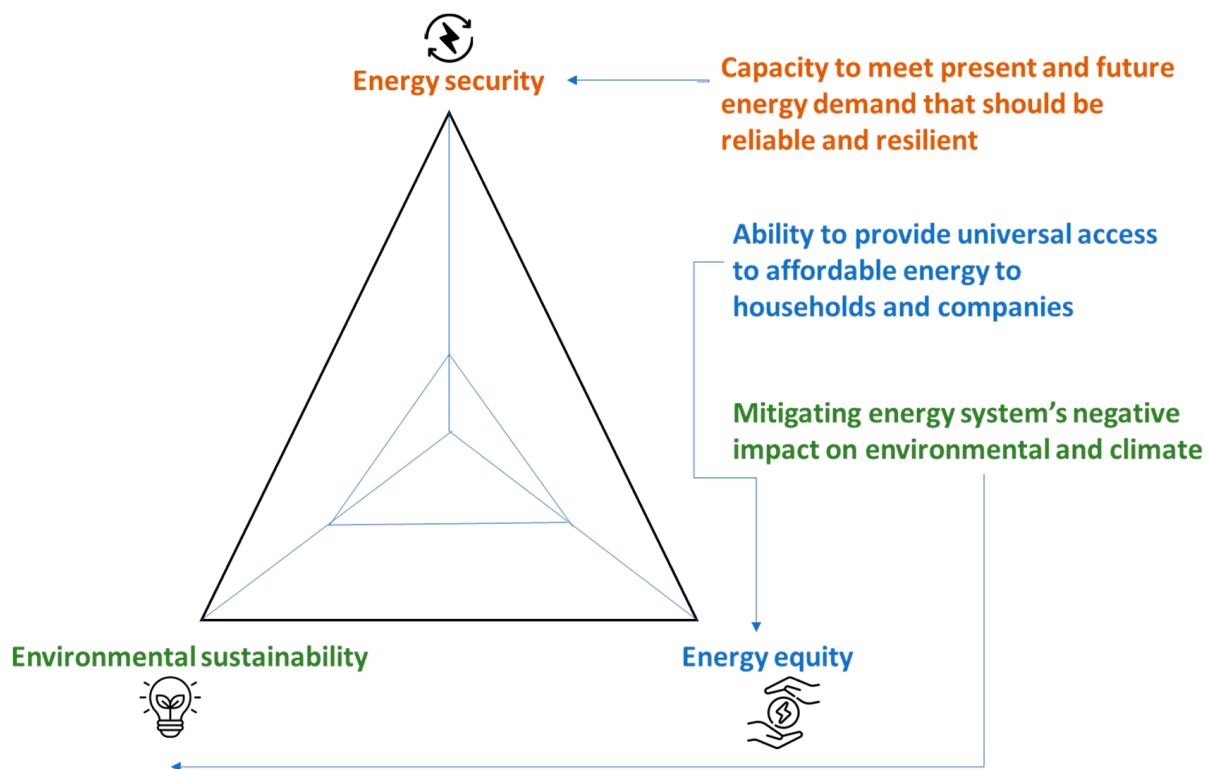 Energy security
Capacity to meet present and future
energy demand that should be
reliable and resilient
Ability to provide universal access
to affordable energy to
households and companies
Mitigating energy system’s negative
impact on environmental and climate
Environmental sustainability
Energy equity